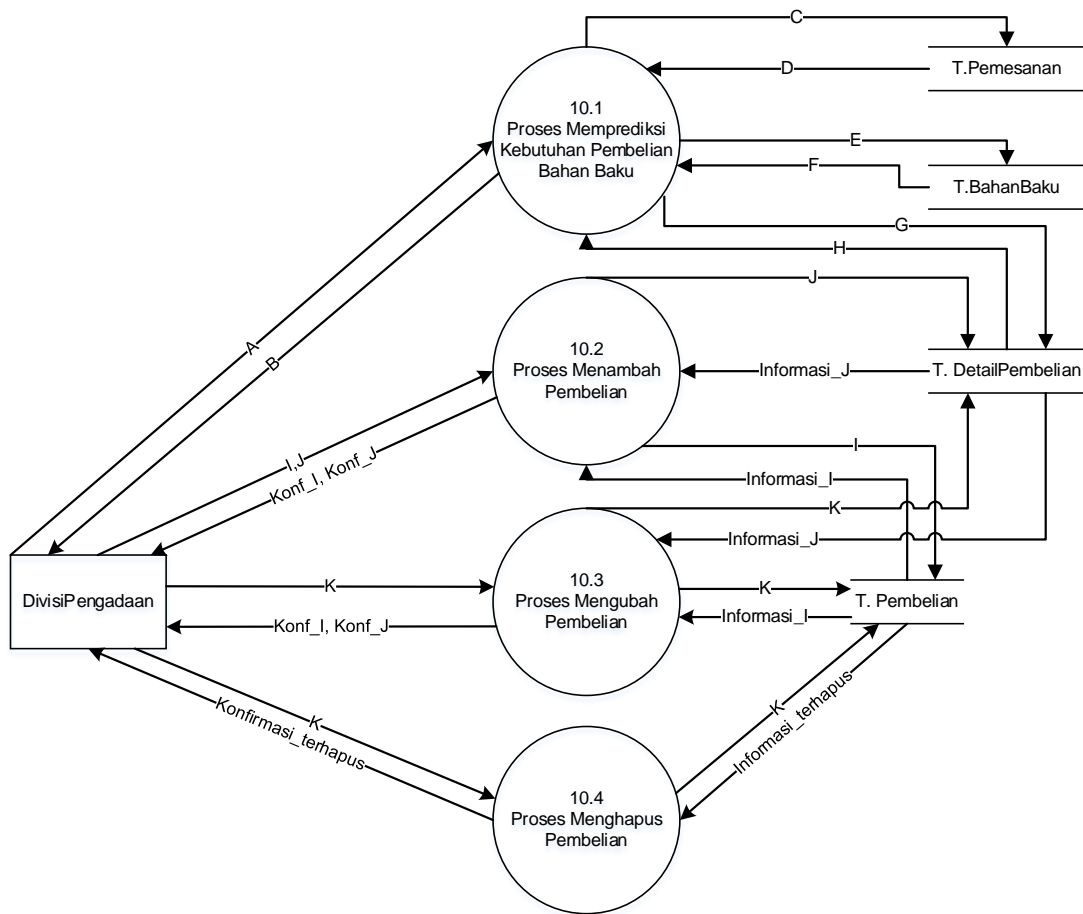 C
T.Pemesanan
D
10.1
Proses Memprediksi
Kebutuhan Pembelian
Bahan Baku
E
F
T.BahanBaku
G
H
A
B
J
10.2
Proses Menambah
Pembelian
Informasi_J
T. DetailPembelian
I,J
Konf_I, Konf_J
I
Informasi_I
K
Informasi_J
DivisiPengadaan
K
10.3
Proses Mengubah
Pembelian
K
T. Pembelian
Konf_I, Konf_J
Informasi_I
K
Konfirmasi_terhapus
K
Informasi_terhapus
10.4
Proses Menghapus
Pembelian